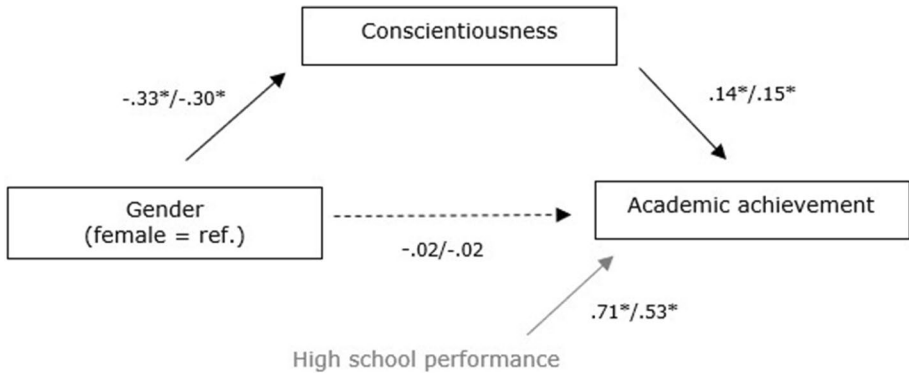 Conscientiousness
-.33*/-.30*
.14*/.15*
Gender
(female = ref.)
Academic achievement
-.02/-.02
.71*/.53*
High school performance